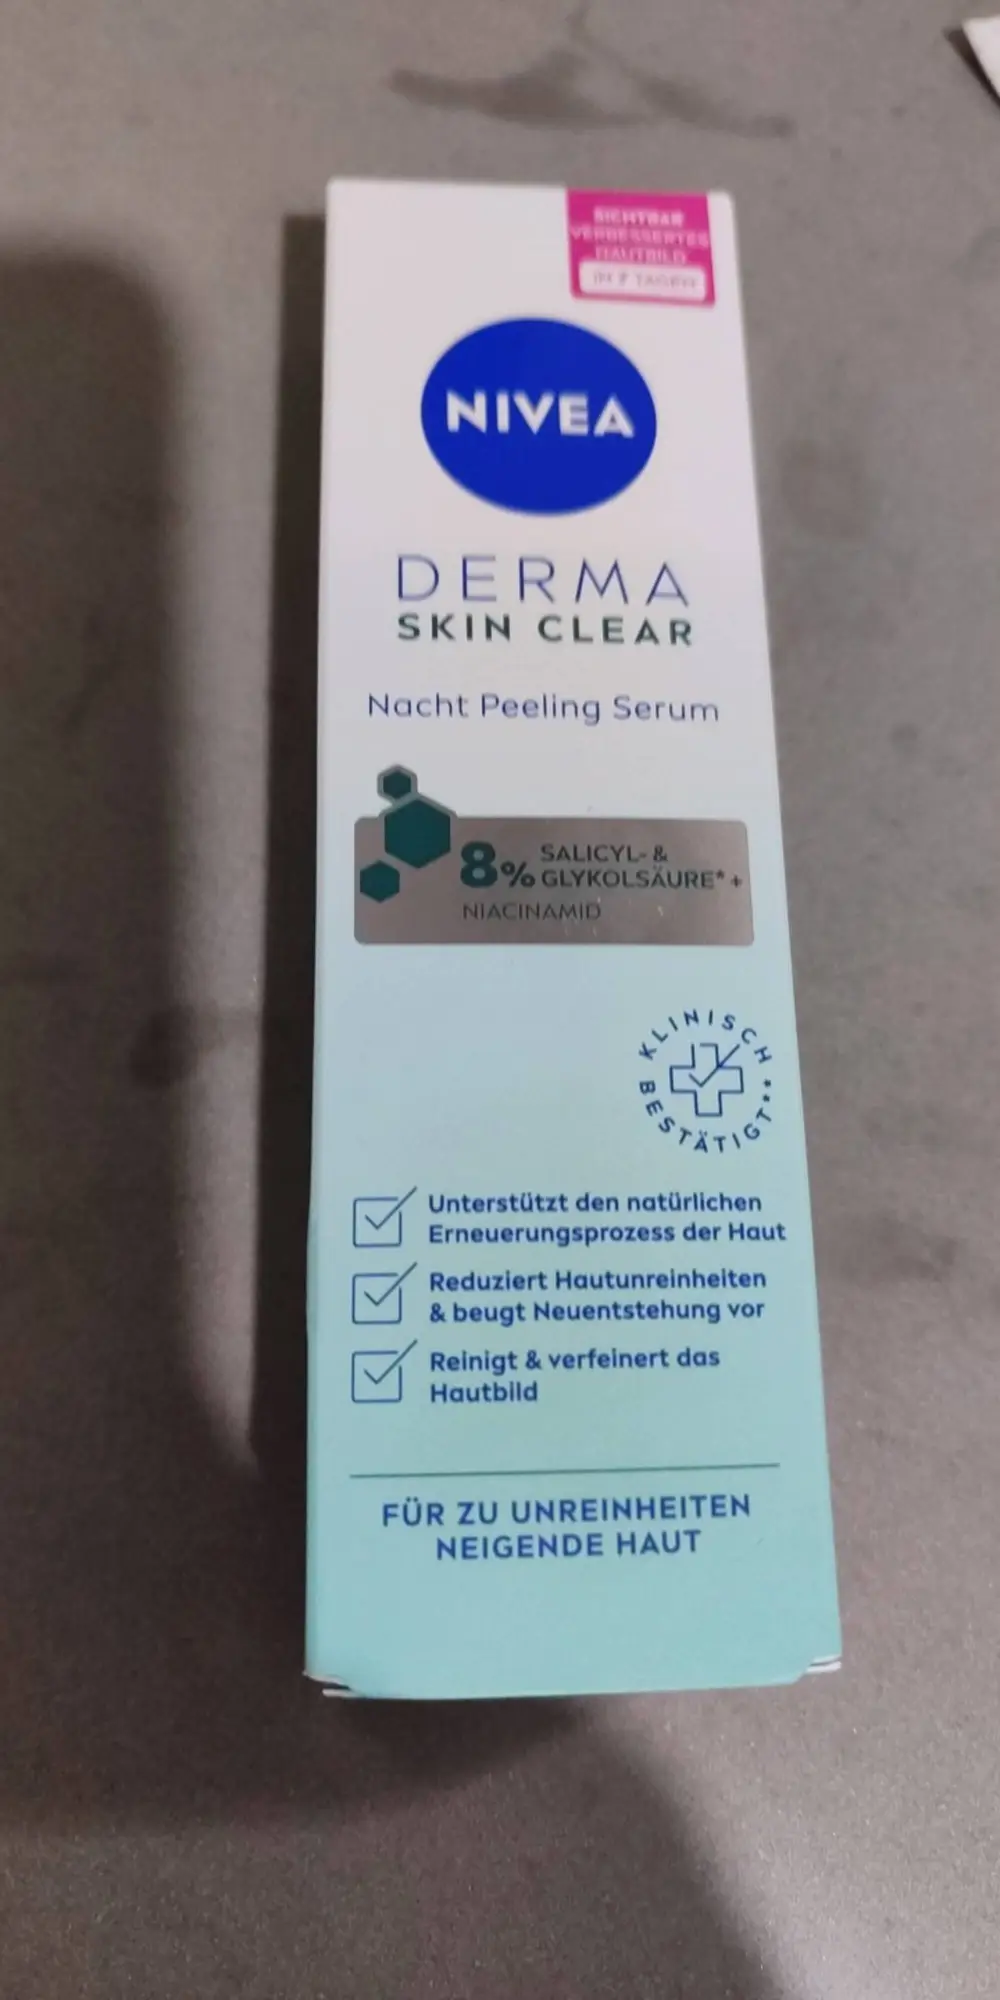 SICHTBAR
VERBESSERTES
HAUTBILD
IN 7 TAGEN
NIVEA
DERMA
SKIN CLEAR
Nacht Peeling Serum
8% SALICYL- &
GLYKOLSÄURE* +
NIACINAMID
KLINISCH
BESTÄTIGT**
Unterstützt den natürlichen
Erneuerungsprozess der Haut
Reduziert Hautunreinheiten
& beugt Neuentstehung vor
Reinigt & verfeinert das
Hautbild
FÜR ZU UNREINHEITEN
NEIGENDE HAUT